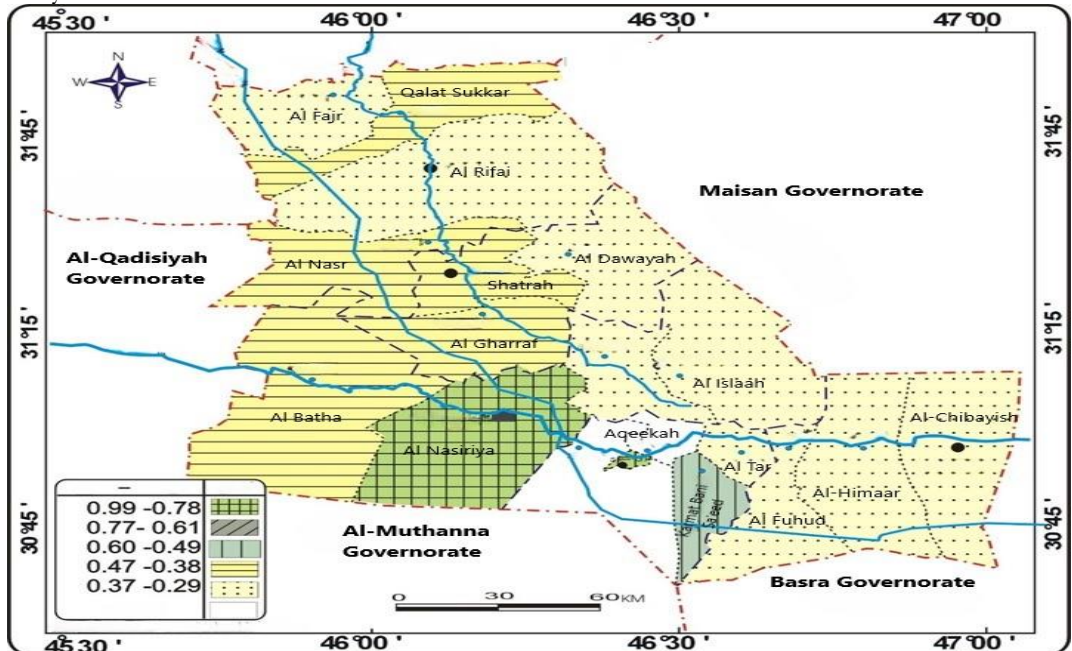 45 30 ' 46 00 ' 46 30 ' 47 00 '
N
W E
S
Qalat Sukkar
Al Fajr
31 45'
31 45'
Al Rifai
Maisan Governorate
Al-Qadisiyah
Governorate
Al Nasr
Al Dawayah
Shatrah
31 15'
31 15'
Al Gharraf
Al Islaah
Al Batha
Al-Chibayish
Aqeekah
Al Nasiriya
Al Tar
Al-Himaar
Karmat Bani
Sa'eed
Al Fuhud
30 45'
30 45'
Al-Muthanna
Governorate
Basra Governorate
–
0.99 -0.78
0.77- 0.61
0.60 -0.49
0.47 -0.38
0.37 -0.29
0 30 60KM
45 30 ' 46 00 ' 46 30 ' 47 00 '